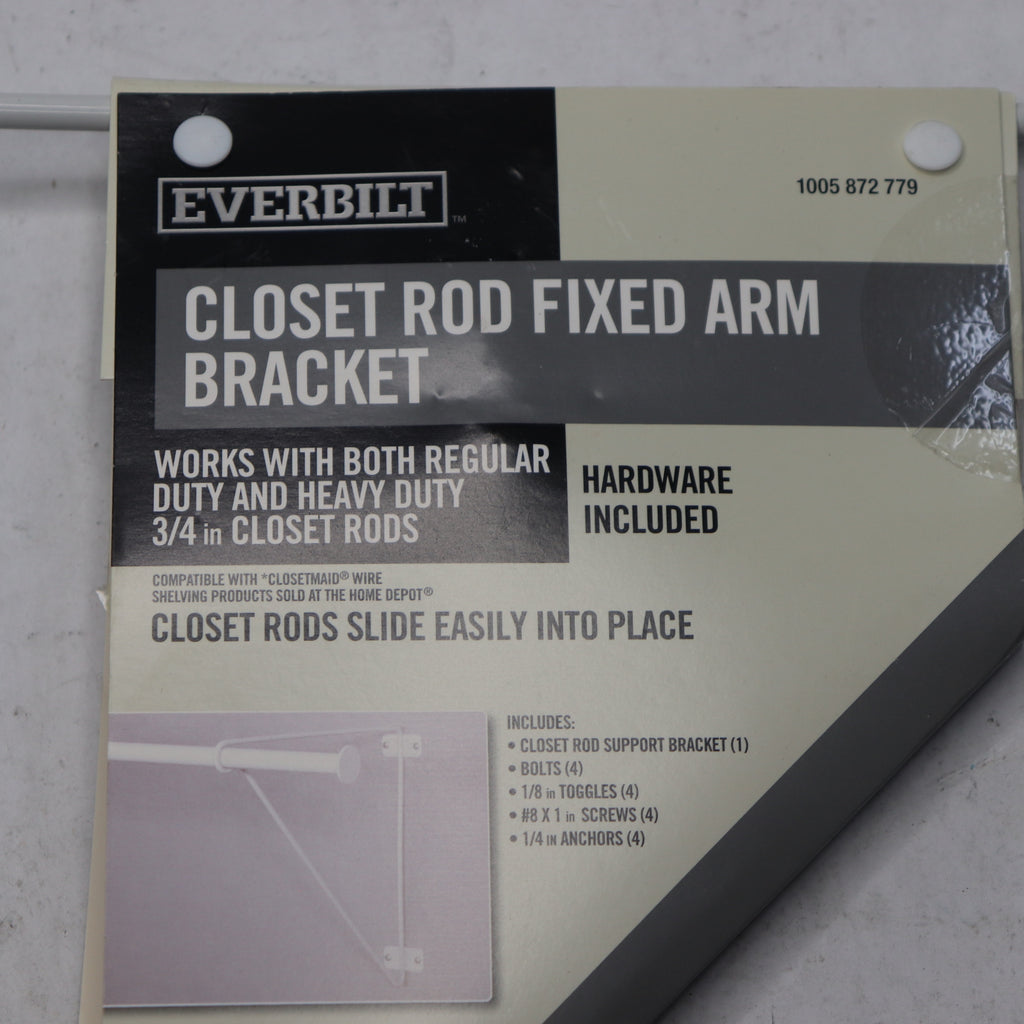 EVERBILT™
1005 872 779
CLOSET ROD FIXED ARM
BRACKET
WORKS WITH BOTH REGULAR
DUTY AND HEAVY DUTY
3/4 in CLOSET RODS
HARDWARE
INCLUDED
COMPATIBLE WITH *CLOSETMAID® WIRE
SHELVING PRODUCTS SOLD AT THE HOME DEPOT®
CLOSET RODS SLIDE EASILY INTO PLACE
INCLUDES:
• CLOSET ROD SUPPORT BRACKET (1)
• BOLTS (4)
• 1/8 in TOGGLES (4)
• #8 X 1 in SCREWS (4)
• 1/4 IN ANCHORS (4)